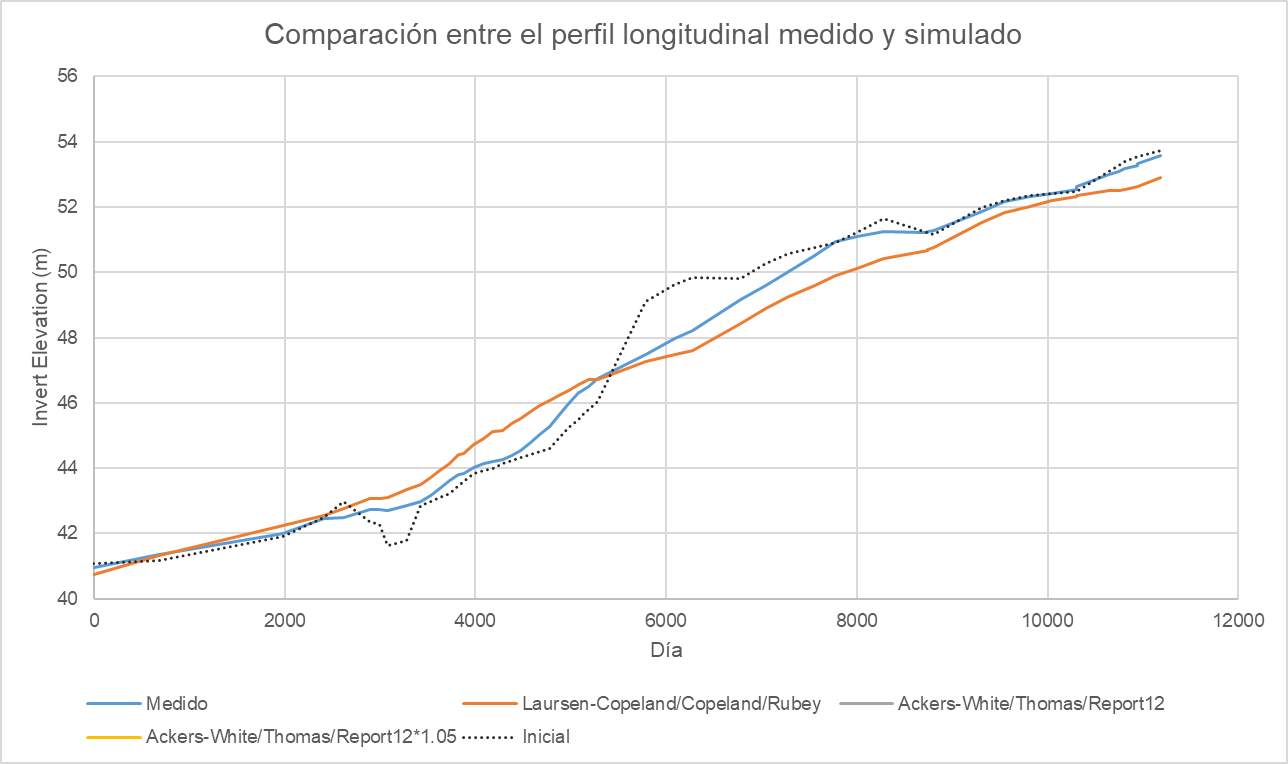 Comparación entre el perfil longitudinal medido y simulado
56
54
52
50
48
46
44
42
40
Invert Elevation (m)
0 2000 4000 6000 8000 10000 12000
Día
Medido Laursen-Copeland/Copeland/Rubey Ackers-White/Thomas/Report12
Ackers-White/Thomas/Report12*1.05 Inicial